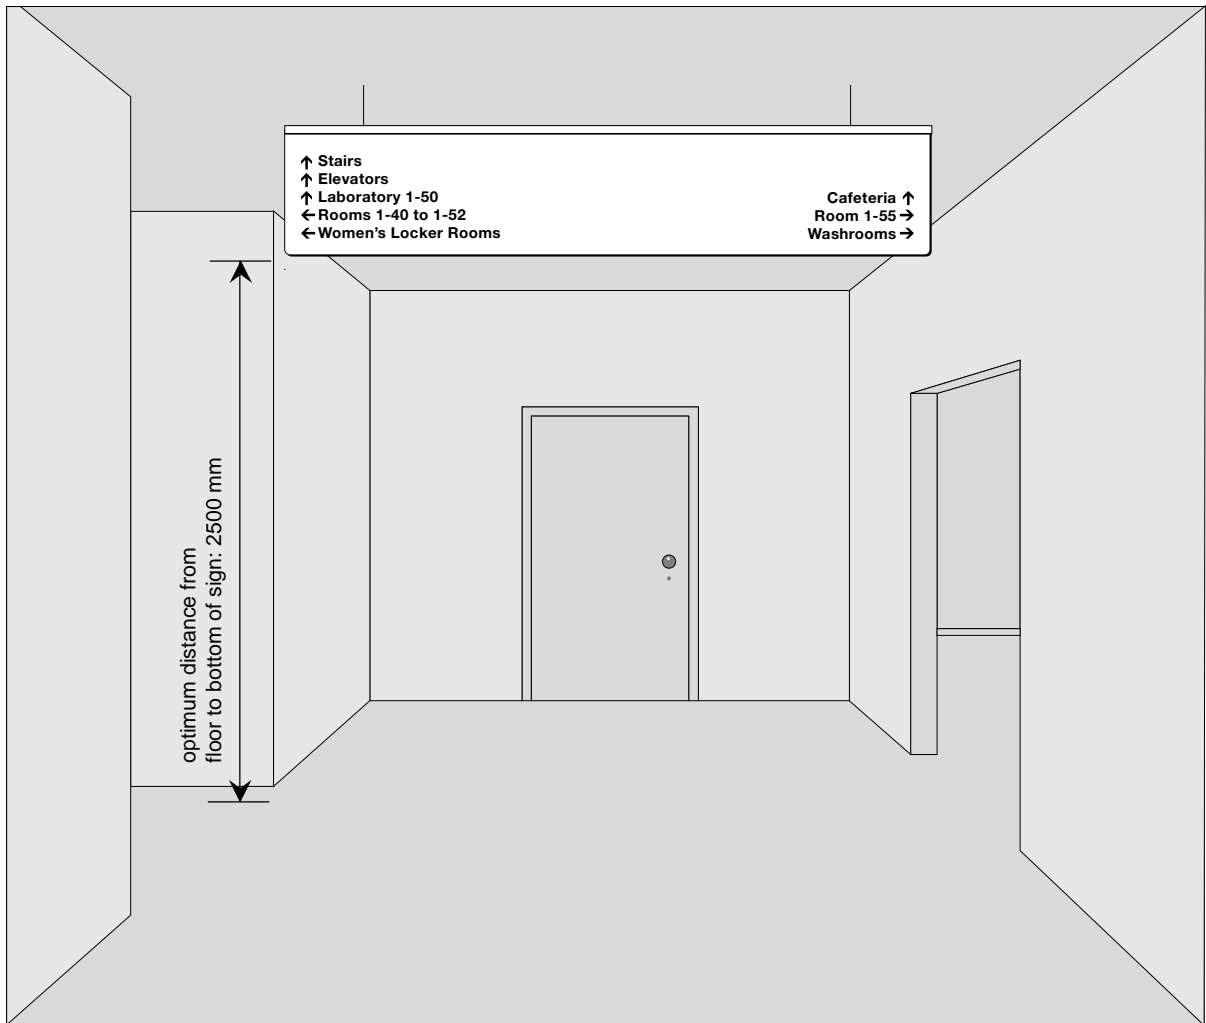 ↑ Stairs
↑ Elevators
↑ Laboratory 1-50
← Rooms 1-40 to 1-52
← Women's Locker Rooms
Cafeteria ↑
Room 1-55 →
Washrooms →
optimum distance from
floor to bottom of sign: 2500 mm